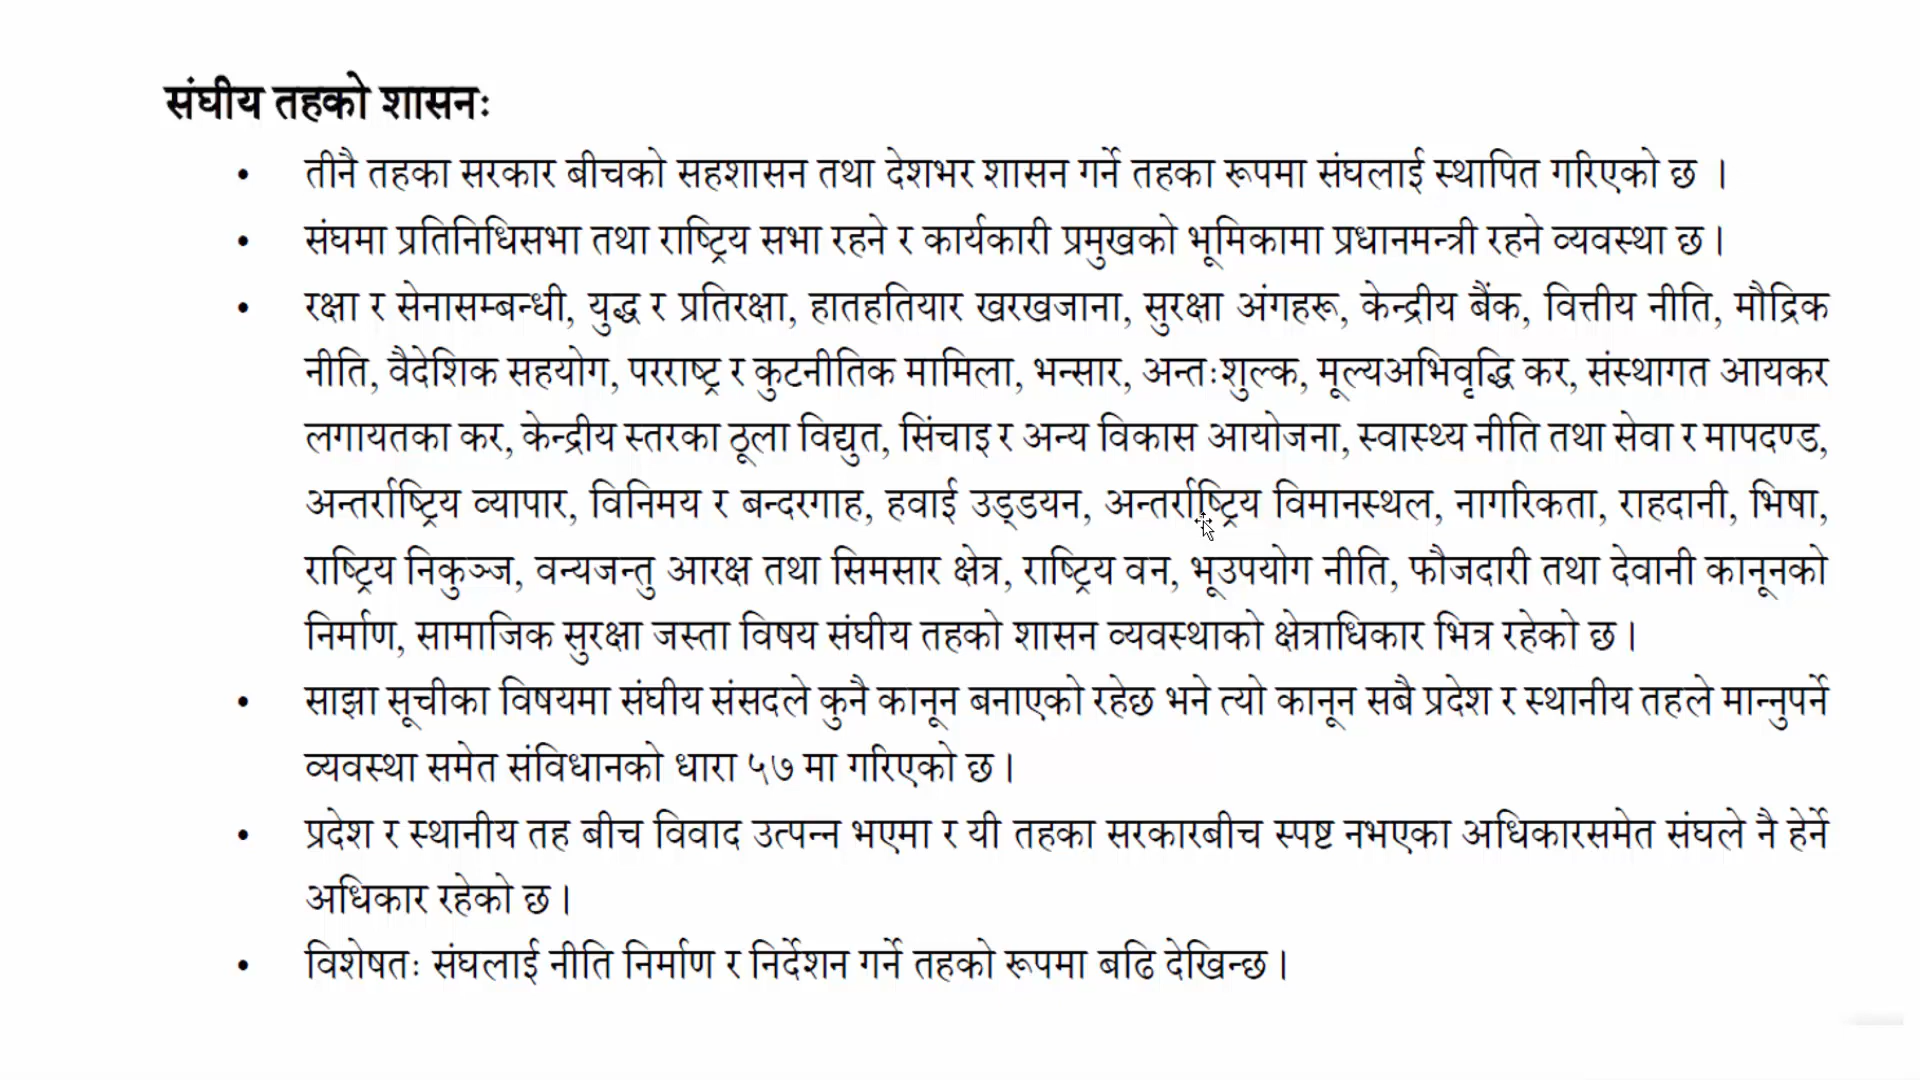 संघीय तहको शासनः
• तीनै तहका सरकार बीचको सहशासन तथा देशभर शासन गर्ने तहका रूपमा संघलाई स्थापित गरिएको छ ।
• संघमा प्रतिनिधिसभा तथा राष्ट्रिय सभा रहने र कार्यकारी प्रमुखको भूमिकामा प्रधानमन्त्री रहने व्यवस्था छ।
• रक्षा र सेनासम्बन्धी, युद्ध र प्रतिरक्षा, हातहतियार खरखजाना, सुरक्षा अंगहरू, केन्द्रीय बैंक, वित्तीय नीति, मौद्रिक
नीति, वैदेशिक सहयोग, परराष्ट्र र कुटनीतिक मामिला, भन्सार, अन्तःशुल्क, मूल्यअभिवृद्धि कर, संस्थागत आयकर
लगायतका कर, केन्द्रीय स्तरका ठूला विद्युत, सिंचाइ र अन्य विकास आयोजना, स्वास्थ्य नीति तथा सेवा र मापदण्ड,
अन्तर्राष्ट्रिय व्यापार, विनिमय र बन्दरगाह, हवाई उड्डयन, अन्तर्राष्ट्रिय विमानस्थल, नागरिकता, राहदानी, भिषा,
राष्ट्रिय निकुञ्ज, वन्यजन्तु आरक्ष तथा सिमसार क्षेत्र, राष्ट्रिय वन, भूउपयोग नीति, फौजदारी तथा देवानी कानूनको
निर्माण, सामाजिक सुरक्षा जस्ता विषय संघीय तहको शासन व्यवस्थाको क्षेत्राधिकार भित्र रहेको छ।
• साझा सूचीका विषयमा संघीय संसदले कुनै कानून बनाएको रहेछ भने त्यो कानून सबै प्रदेश र स्थानीय तहले मान्नुपर्ने
व्यवस्था समेत संविधानको धारा ५७ मा गरिएको छ।
• प्रदेश र स्थानीय तह बीच विवाद उत्पन्न भएमा र यी तहका सरकारबीच स्पष्ट नभएका अधिकारसमेत संघले नै हेर्ने
अधिकार रहेको छ।
• विशेषतः संघलाई नीति निर्माण र निर्देशन गर्ने तहको रूपमा बढि देखिन्छ।